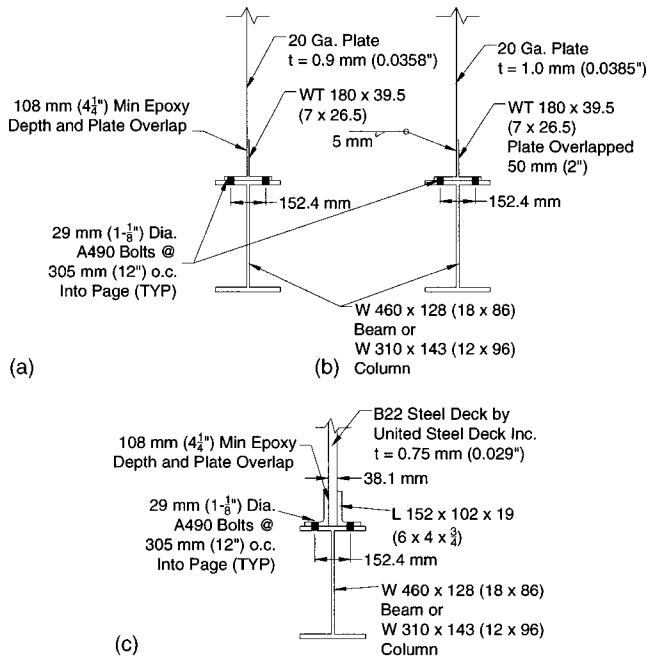 20 Ga. Plate
t = 0.9 mm (0.0358")
108 mm (4¼") Min Epoxy
Depth and Plate Overlap
WT 180 x 39.5
(7 x 26.5)
152.4 mm
29 mm (1-⅛") Dia.
A490 Bolts @
305 mm (12") o.c.
Into Page (TYP)
(a)
20 Ga. Plate
t = 1.0 mm (0.0385")
WT 180 x 39.5
(7 x 26.5)
Plate Overlapped
50 mm (2")
5 mm
152.4 mm
W 460 x 128 (18 x 86)
Beam or
W 310 x 143 (12 x 96)
Column
(b)
B22 Steel Deck by
United Steel Deck Inc.
t = 0.75 mm (0.029")
108 mm (4¼") Min Epoxy
Depth and Plate Overlap
38.1 mm
29 mm (1-⅛") Dia.
A490 Bolts @
305 mm (12") o.c.
Into Page (TYP)
L 152 x 102 x 19
(6 x 4 x ¾)
152.4 mm
W 460 x 128 (18 x 86)
Beam or
W 310 x 143 (12 x 96)
Column
(c)